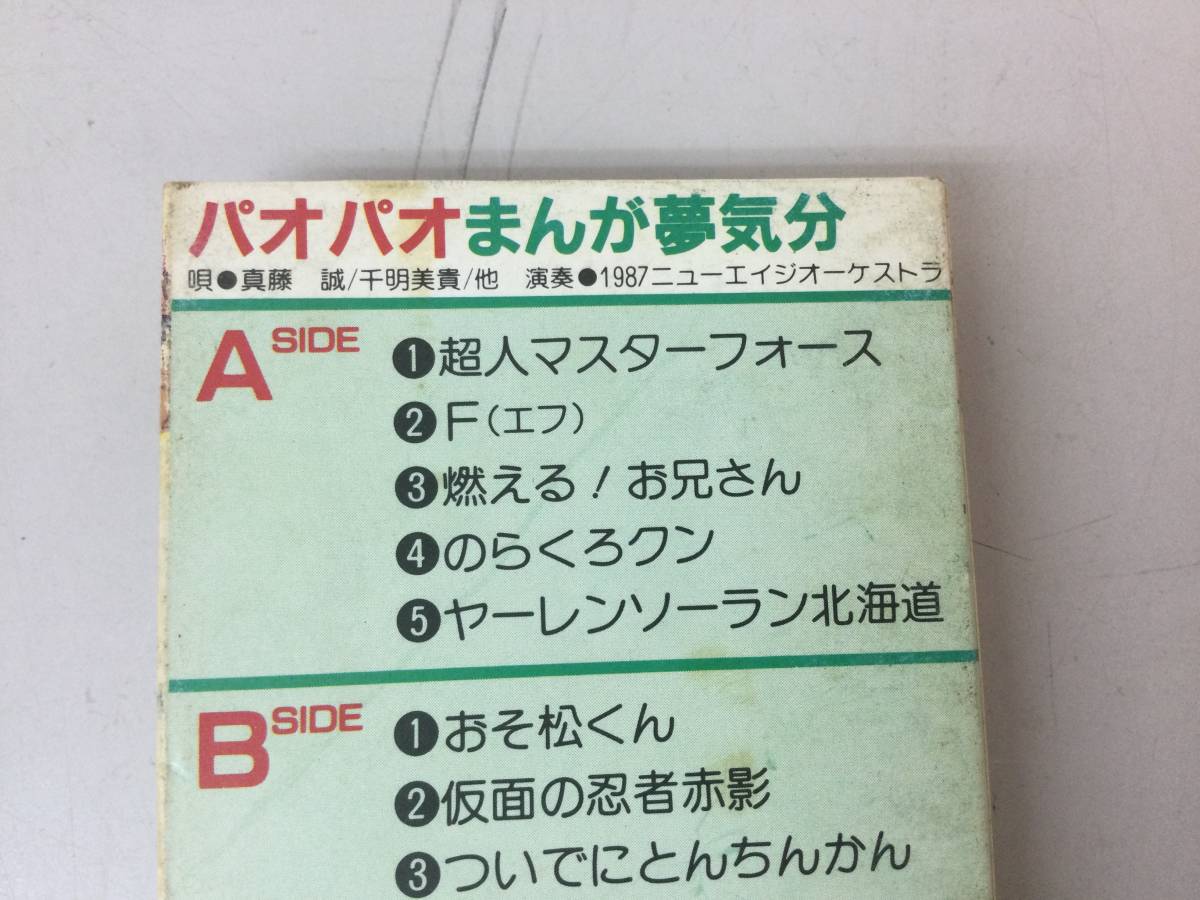 パオパオまんが夢気分
唄●真藤 誠/千明美貴/他 演奏●1987ニューエイジオーケストラ
A SIDE
❶超人マスターフォース
❷F(エフ)
❸燃える!お兄さん
❹のらくろクン
❺ヤーレンソーラン北海道
B SIDE
❶おそ松くん
❷仮面の忍者赤影
❸ついでにとんちんかん